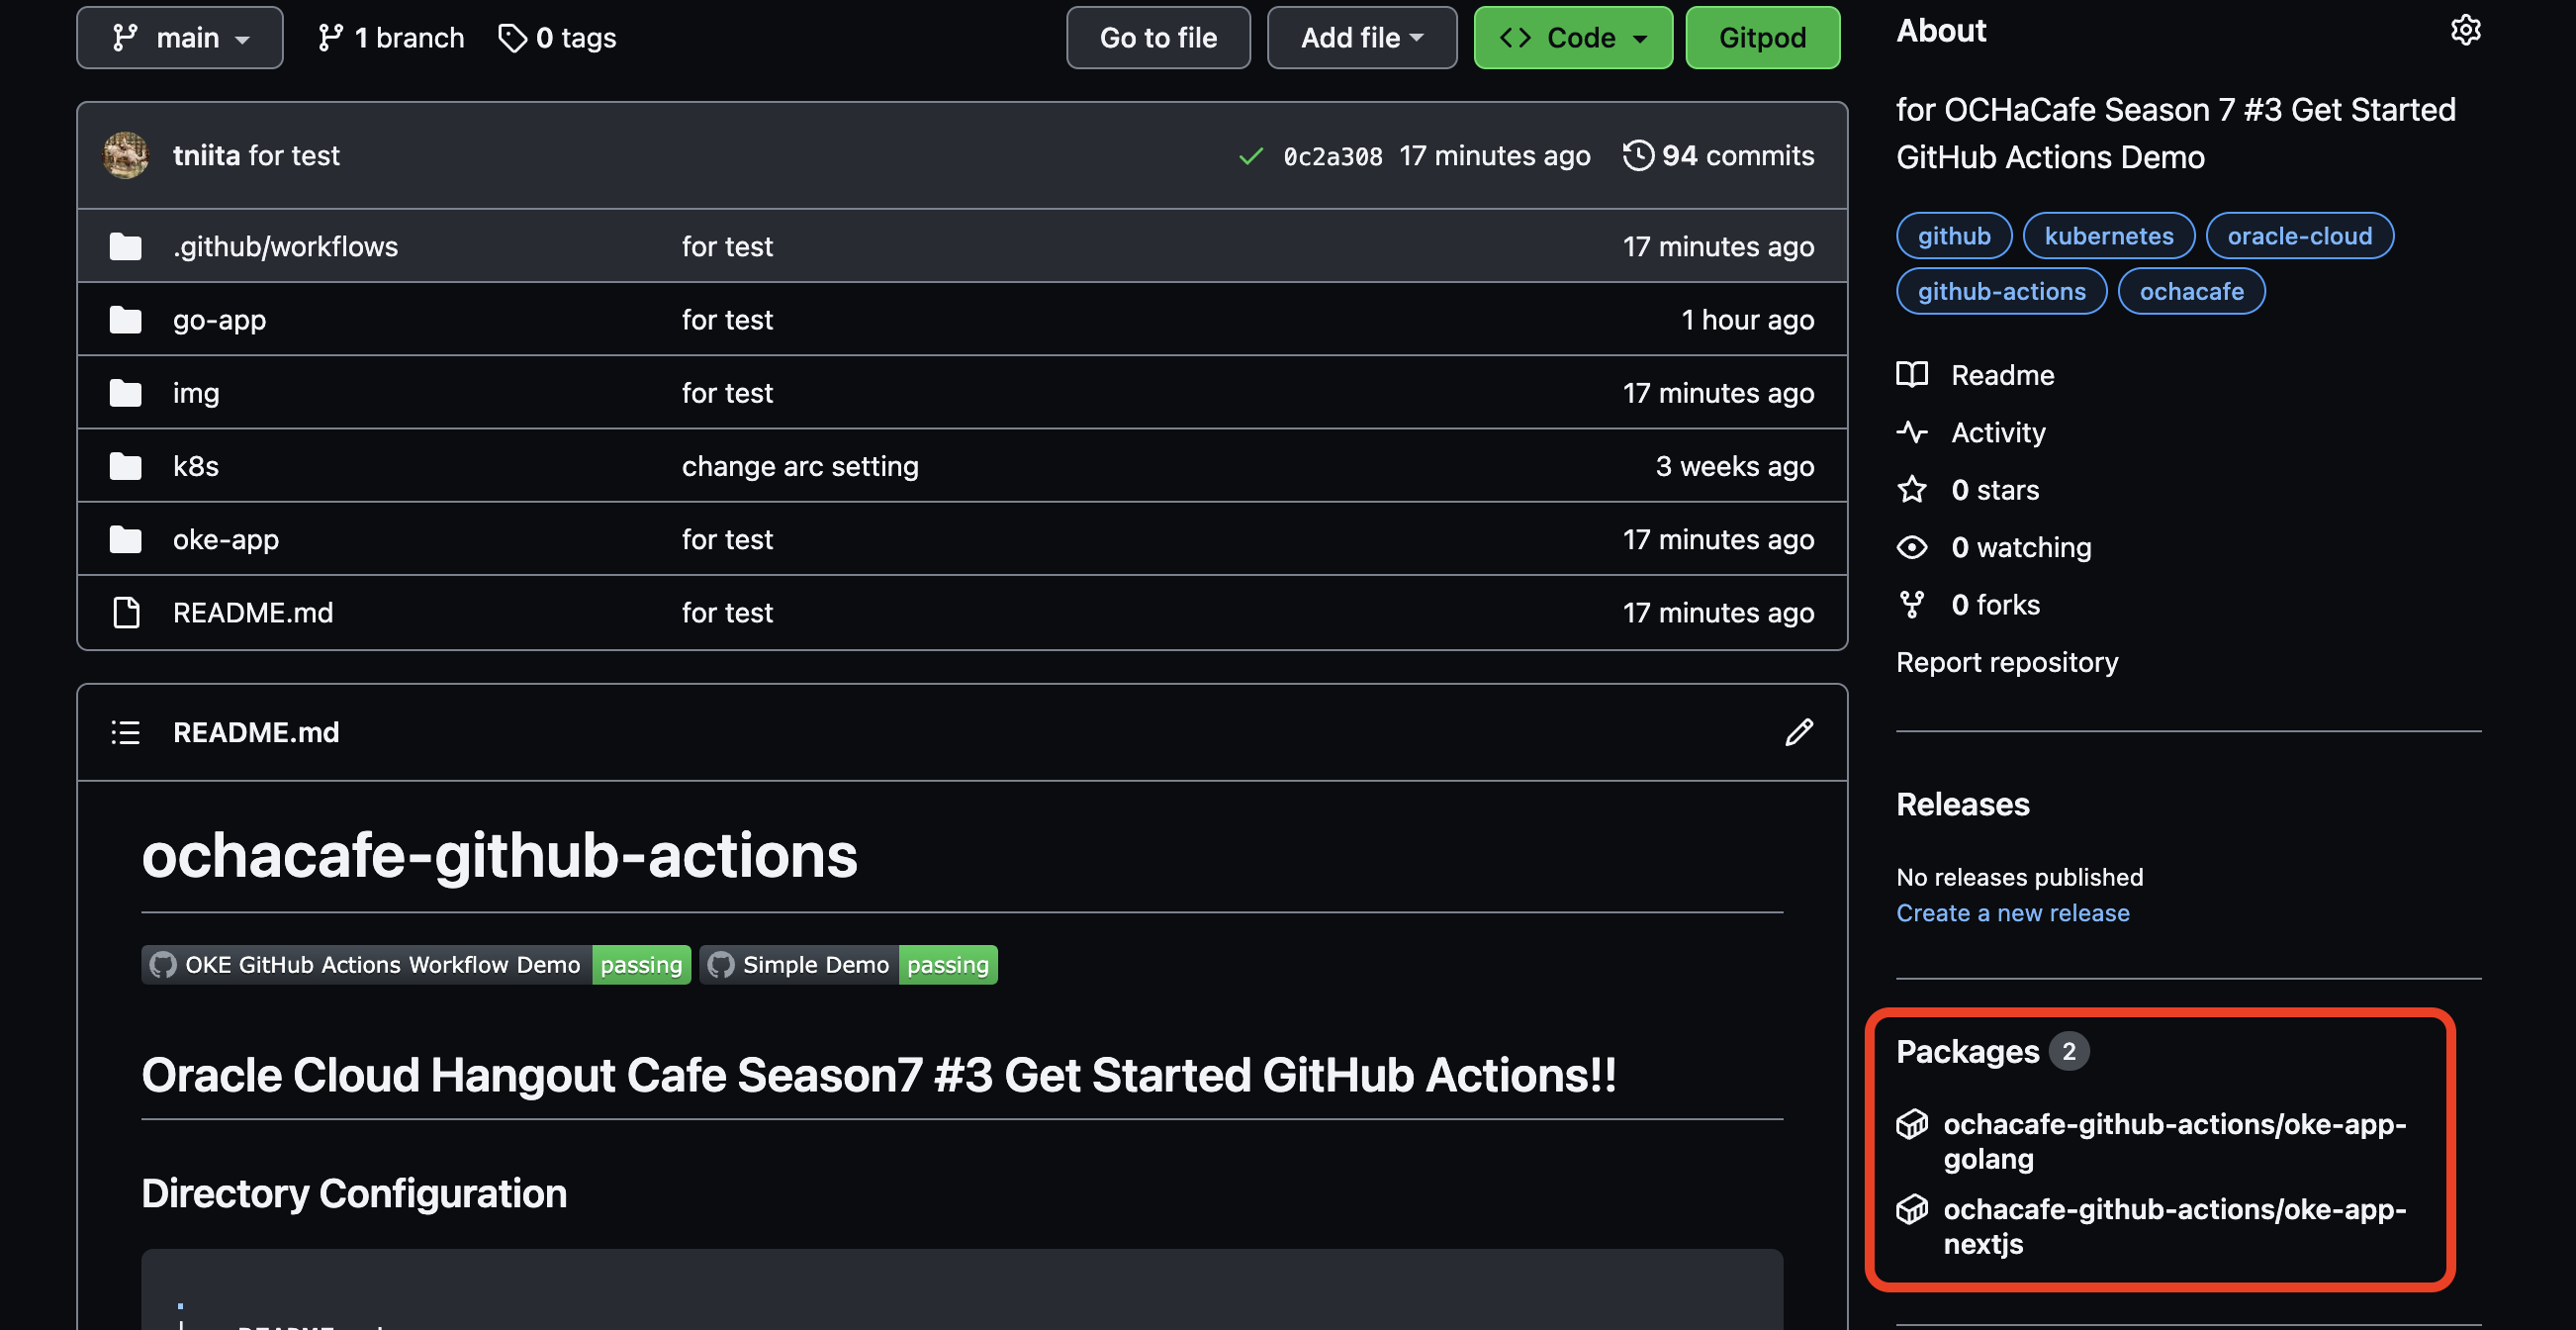 main 1 branch 0 tags Go to file Add file Code Gitpod
tniita for test 0c2a308 17 minutes ago 94 commits
.github/workflows for test 17 minutes ago
go-app for test 1 hour ago
img for test 17 minutes ago
k8s change arc setting 3 weeks ago
oke-app for test 17 minutes ago
README.md for test 17 minutes ago
README.md
ochacafe-github-actions
OKE GitHub Actions Workflow Demo passing Simple Demo passing
Oracle Cloud Hangout Cafe Season7 #3 Get Started GitHub Actions!!
Directory Configuration
.
About
for OCHaCafe Season 7 #3 Get Started
GitHub Actions Demo
github kubernetes oracle-cloud
github-actions ochacafe
Readme
Activity
0 stars
0 watching
0 forks
Report repository
Releases
No releases published
Create a new release
Packages 2
ochacafe-github-actions/oke-app-
golang
ochacafe-github-actions/oke-app-
nextjs